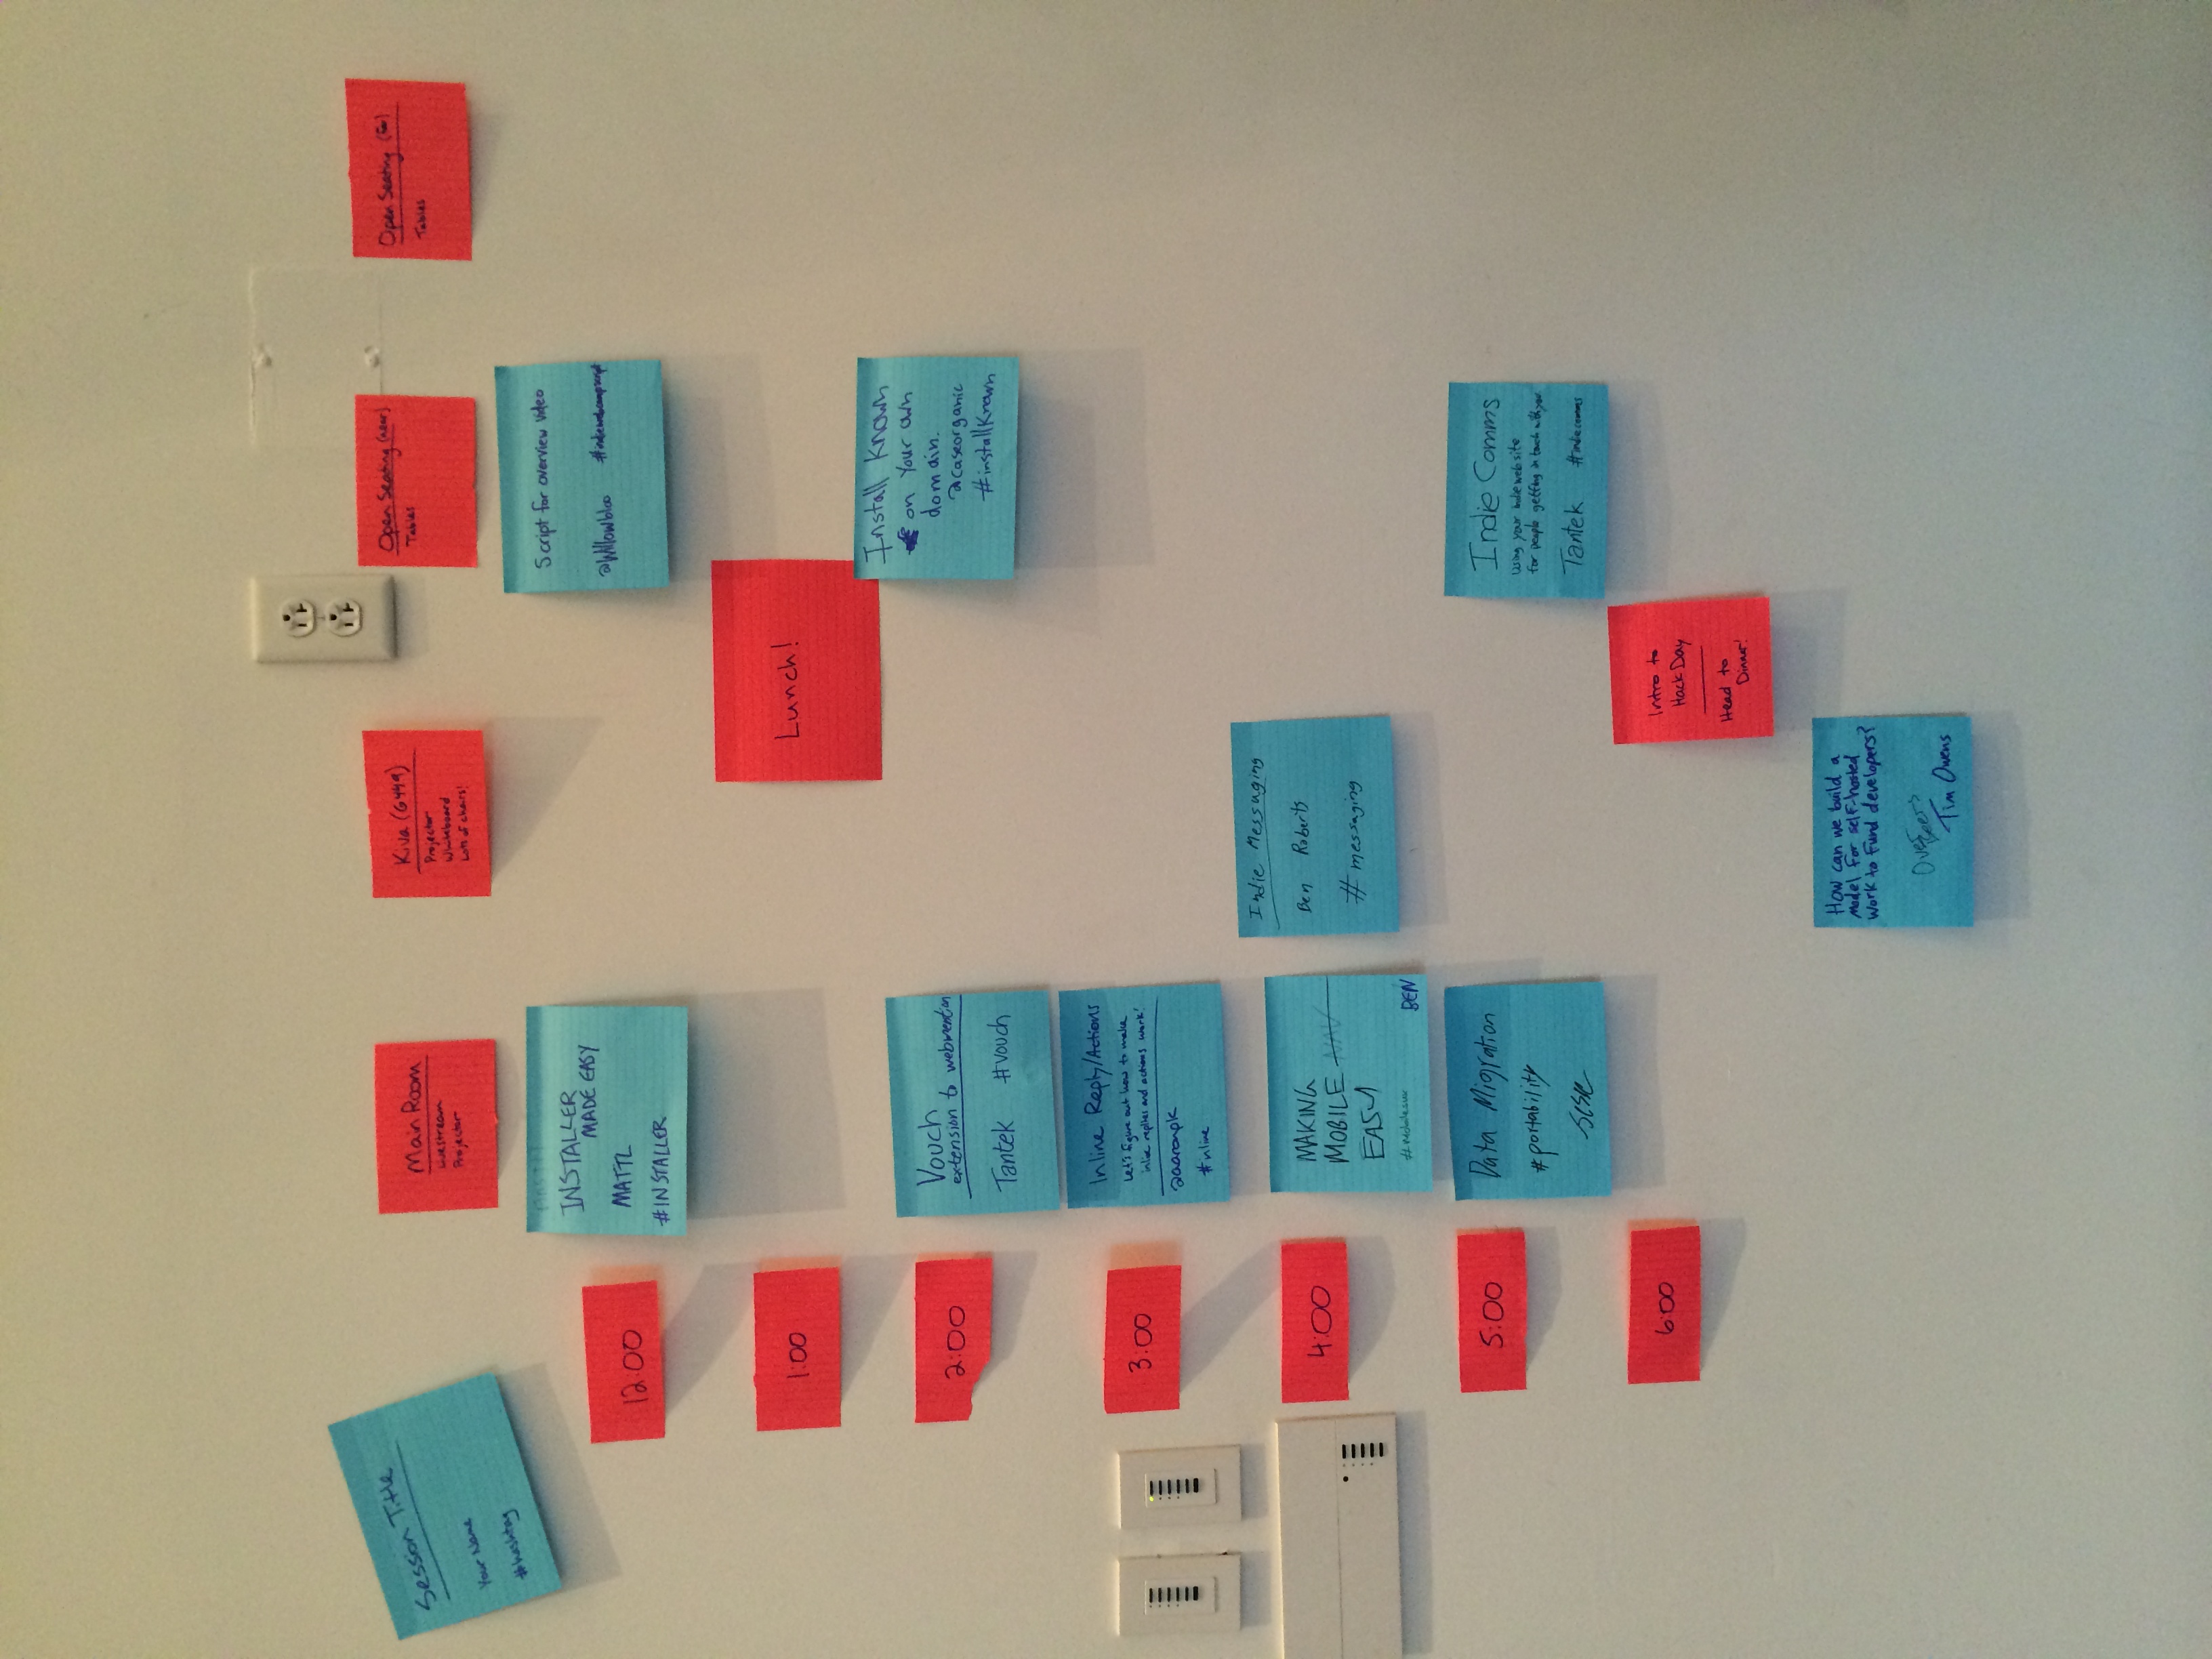 Session Title
Your Name
#hashtag
Main Room
Livestream
Projector
Kiva (G449)
Projector
Whiteboard
Lots of chairs!
Open Seating (near)
Tables
Open Seating (far)
Tables
12:00
INSTALLER
MADE EASY
MATTL
#INSTALLER
Script for overview video
@Willowbloo #indiewebcampscript
1:00
Lunch!
2:00
Vouch
extension to webmention
Tantek #vouch
Install Known
on your own
domain.
@caseorganic
#installKnown
3:00
Inline Reply/Actions
Let's figure out how to make
inline replies and actions work!
@aaronpk
#inline
4:00
MAKING
MOBILE NAV
EASY
BEN
Indie Messaging
Ben Roberts
#messaging
5:00
Data Migration
#portability
Indie Comms
Using your indieweb site
for people getting in touch with you.
Tantek #indiecomms
6:00
Intro to
Hack Day
Head to
Dinner!
How can we build a
model for self-hosted
work to fund developers?
Over
Beers
Tim Owens